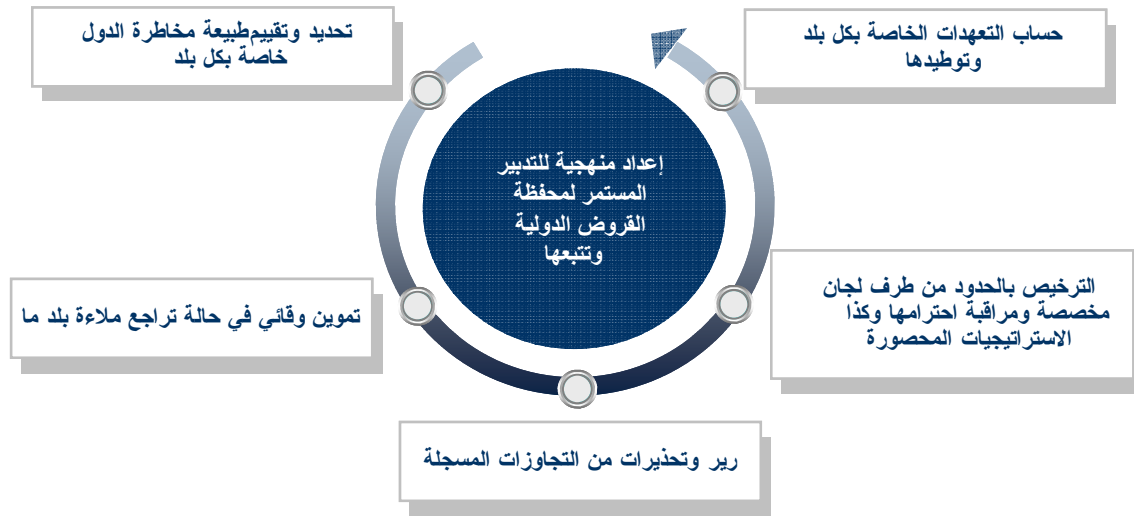 حساب التعهدات الخاصة بكل بلد
وتوطيدها
تحديد وتقييم طبيعة مخاطرة الدول
خاصة بكل بلد
إعداد منهجية للتدبير
المستمر لمحفظة
القروض الدولية
وتتبعها
الترخيص بالحدود من طرف لجان
مخصصة ومراقبة احترامها وكذا
الاستراتيجيات المحصورة
تموين وقائي في حالة تراجع ملاءة بلد ما
رير وتحذيرات من التجاوزات المسجلة